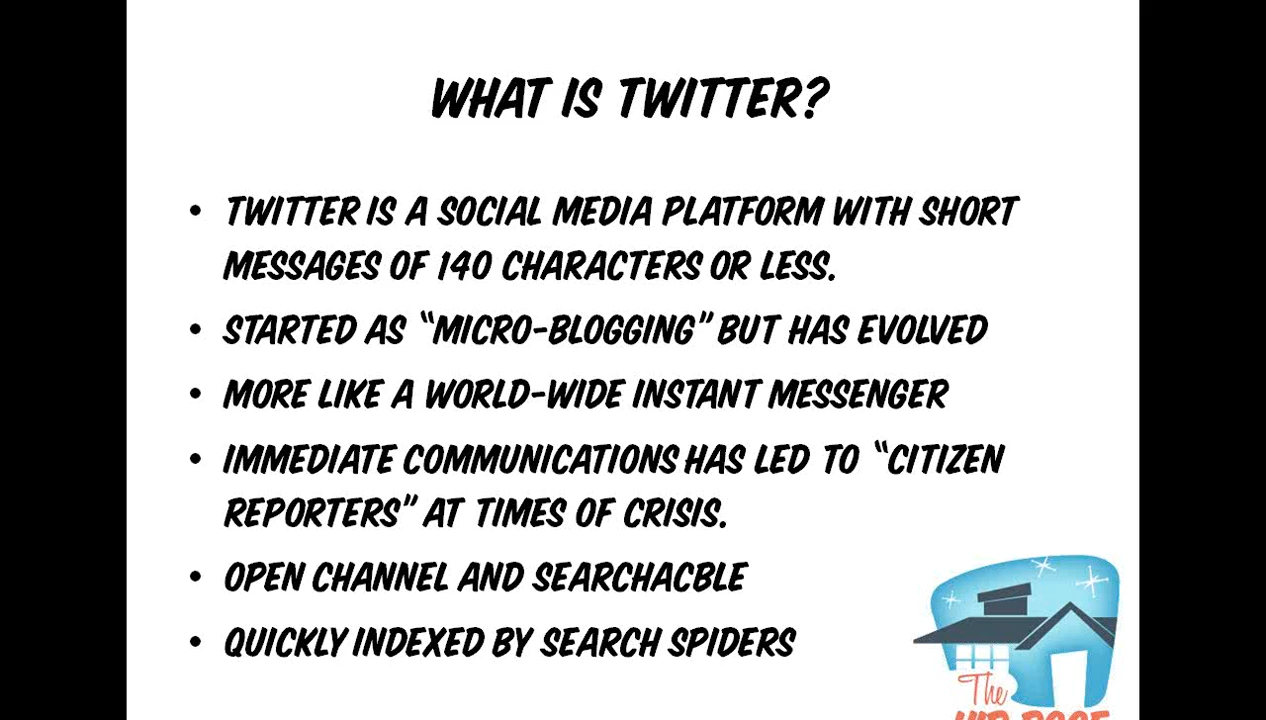 WHAT IS TWITTER?
• TWITTER IS A SOCIAL MEDIA PLATFORM WITH SHORT
MESSAGES OF 140 CHARACTERS OR LESS.
• STARTED AS “MICRO-BLOGGING” BUT HAS EVOLVED
• MORE LIKE A WORLD-WIDE INSTANT MESSENGER
• IMMEDIATE COMMUNICATIONS HAS LED TO “CITIZEN
REPORTERS” AT TIMES OF CRISIS.
• OPEN CHANNEL AND SEARCHACBLE
• QUICKLY INDEXED BY SEARCH SPIDERS
The